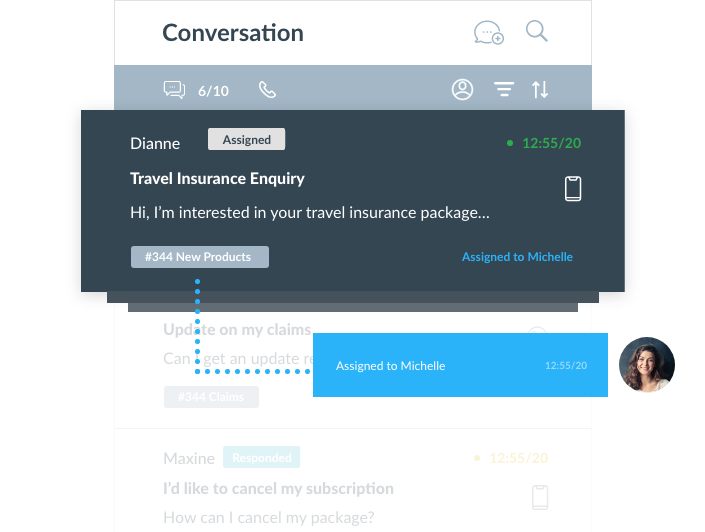 Conversation
6/10
Dianne Assigned 12:55/20
Travel Insurance Enquiry
Hi, I’m interested in your travel insurance package...
#344 New Products Assigned to Michelle
Update on my claims
Can I get an update re
Assigned to Michelle 12:55/20
#344 Claims
Maxine Responded 12:55/20
I’d like to cancel my subscription
How can I cancel my package?